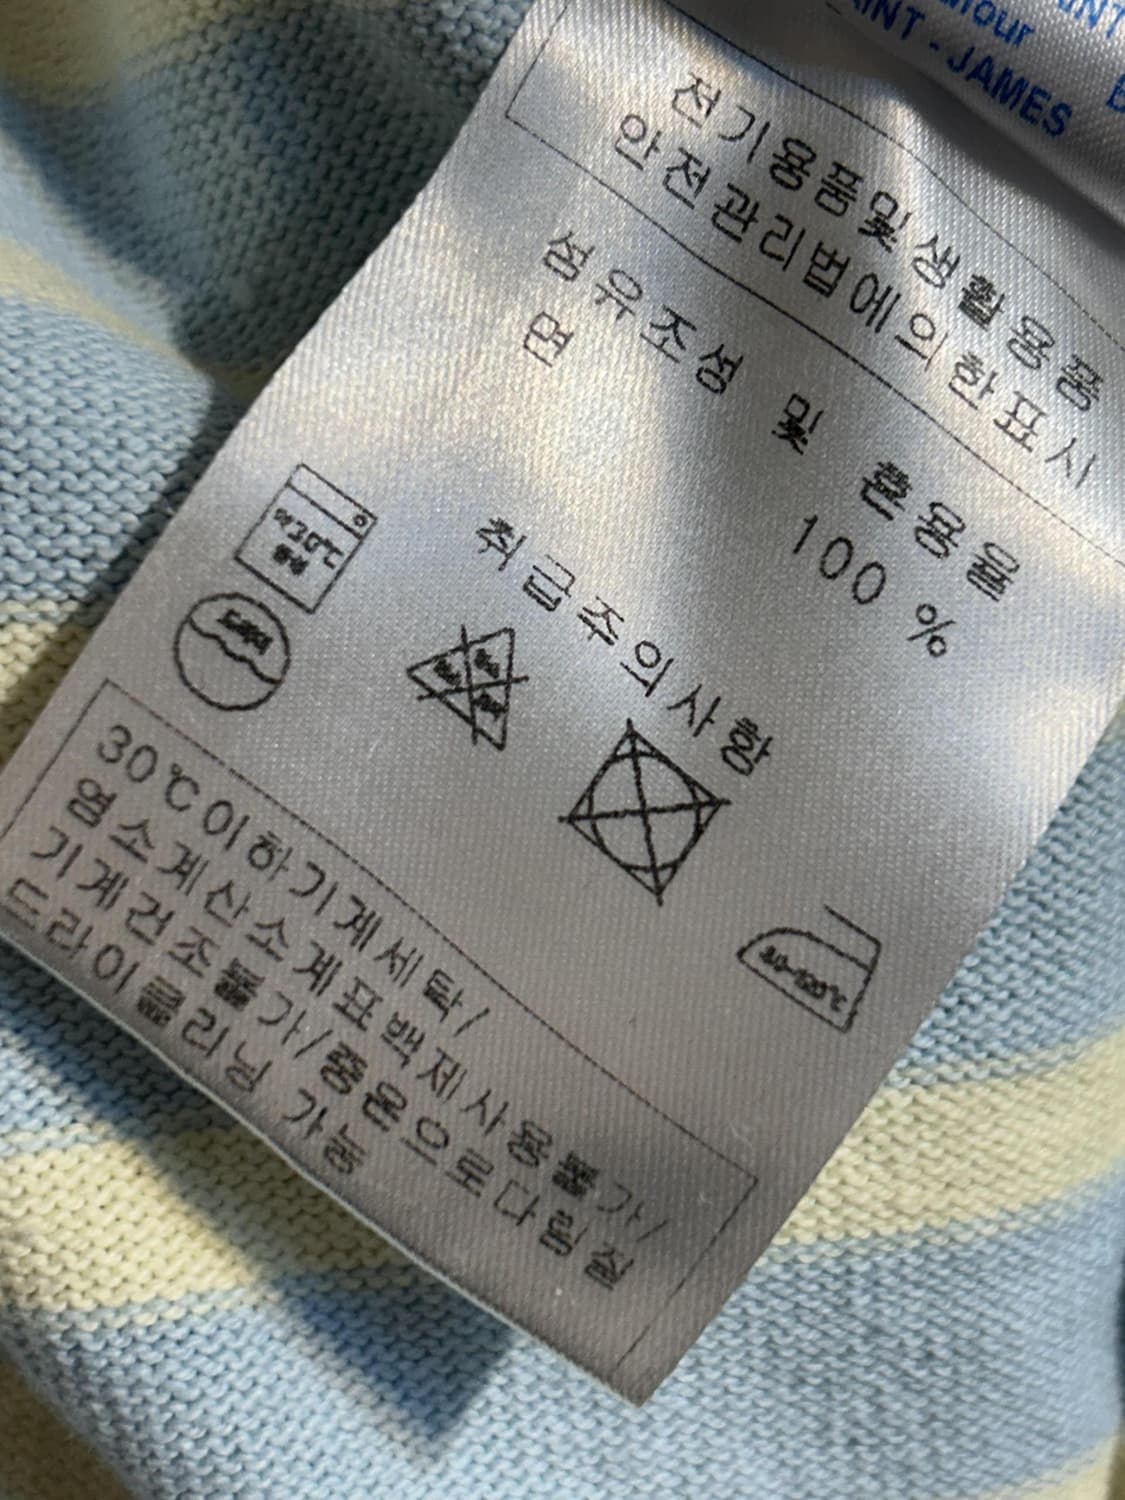 SAINT - JAMES
전기용품및생활용품
안전관리법에의한표시
섬유조성 및 혼용율
면 100 %
취급주의사항
드라이
30℃이하기계세탁/
염소계산소계표백제사용불가/
기계건조불가/중온으로다림질
드라이클리닝 가능